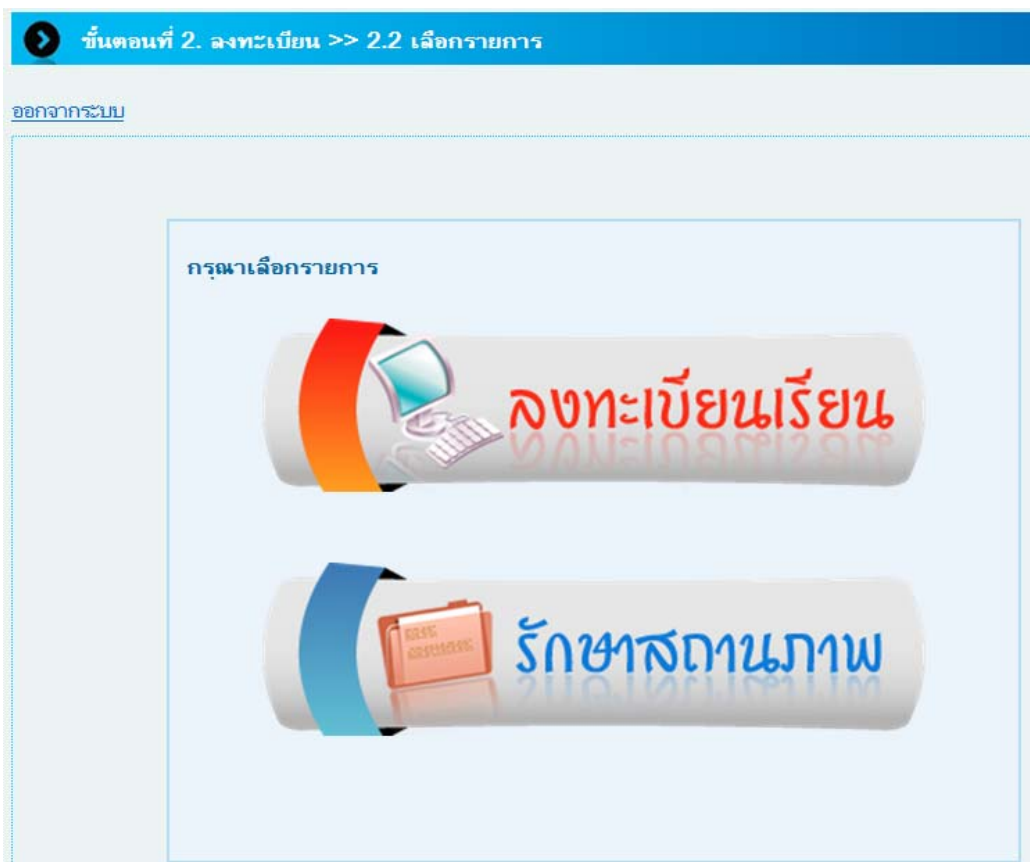 ขั้นตอนที่ 2. ลงทะเบียน >> 2.2 เลือกรายการ
ออกจากระบบ
กรุณาเลือกรายการ
ลงทะเบียนเรียน
รักษาสถานภาพ